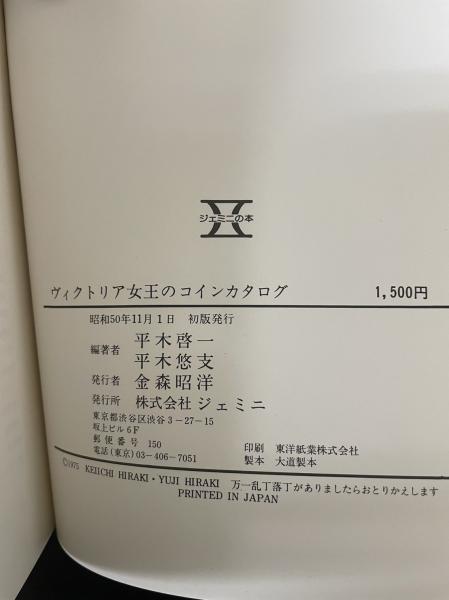 ジェミニの本
ヴィクトリア女王のコインカタログ 1,500円
昭和50年11月1日 初版発行
編著者 平木啓一
平木悠支
発行者 金森昭洋
発行所 株式会社ジェミニ
東京都渋谷区渋谷3-27-15
坂上ビル6F
郵便番号 150
電話(東京)03-406-7051
印刷 東洋紙業株式会社
製本 大道製本
©1975 KEIICHI HIRAKI・YUJI HIRAKI 万一乱丁落丁がありましたらおとりかえします
PRINTED IN JAPAN